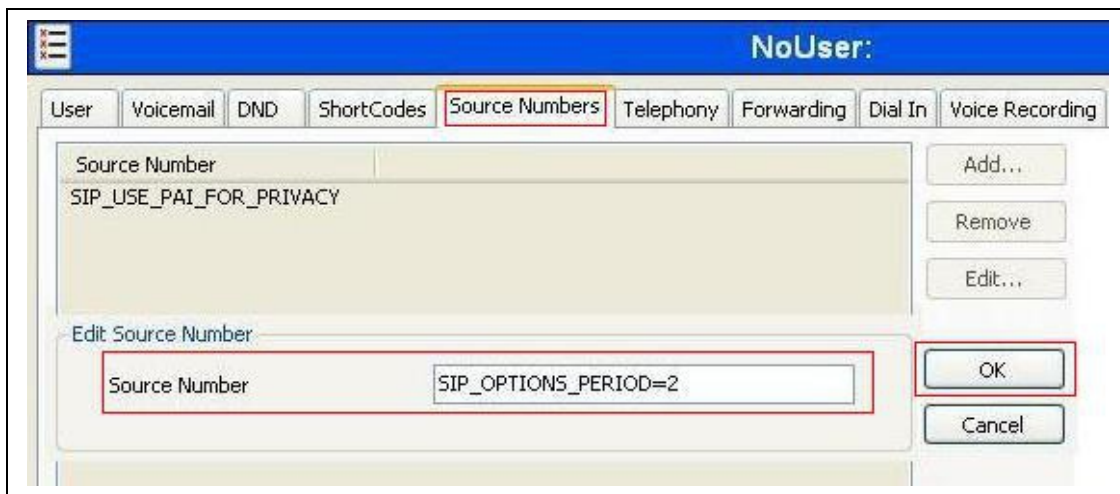 NoUser:
User Voicemail DND ShortCodes Source Numbers Telephony Forwarding Dial In Voice Recording
Source Number
SIP_USE_PAI_FOR_PRIVACY
Add...
Remove
Edit...
Edit Source Number
Source Number SIP_OPTIONS_PERIOD=2
OK
Cancel